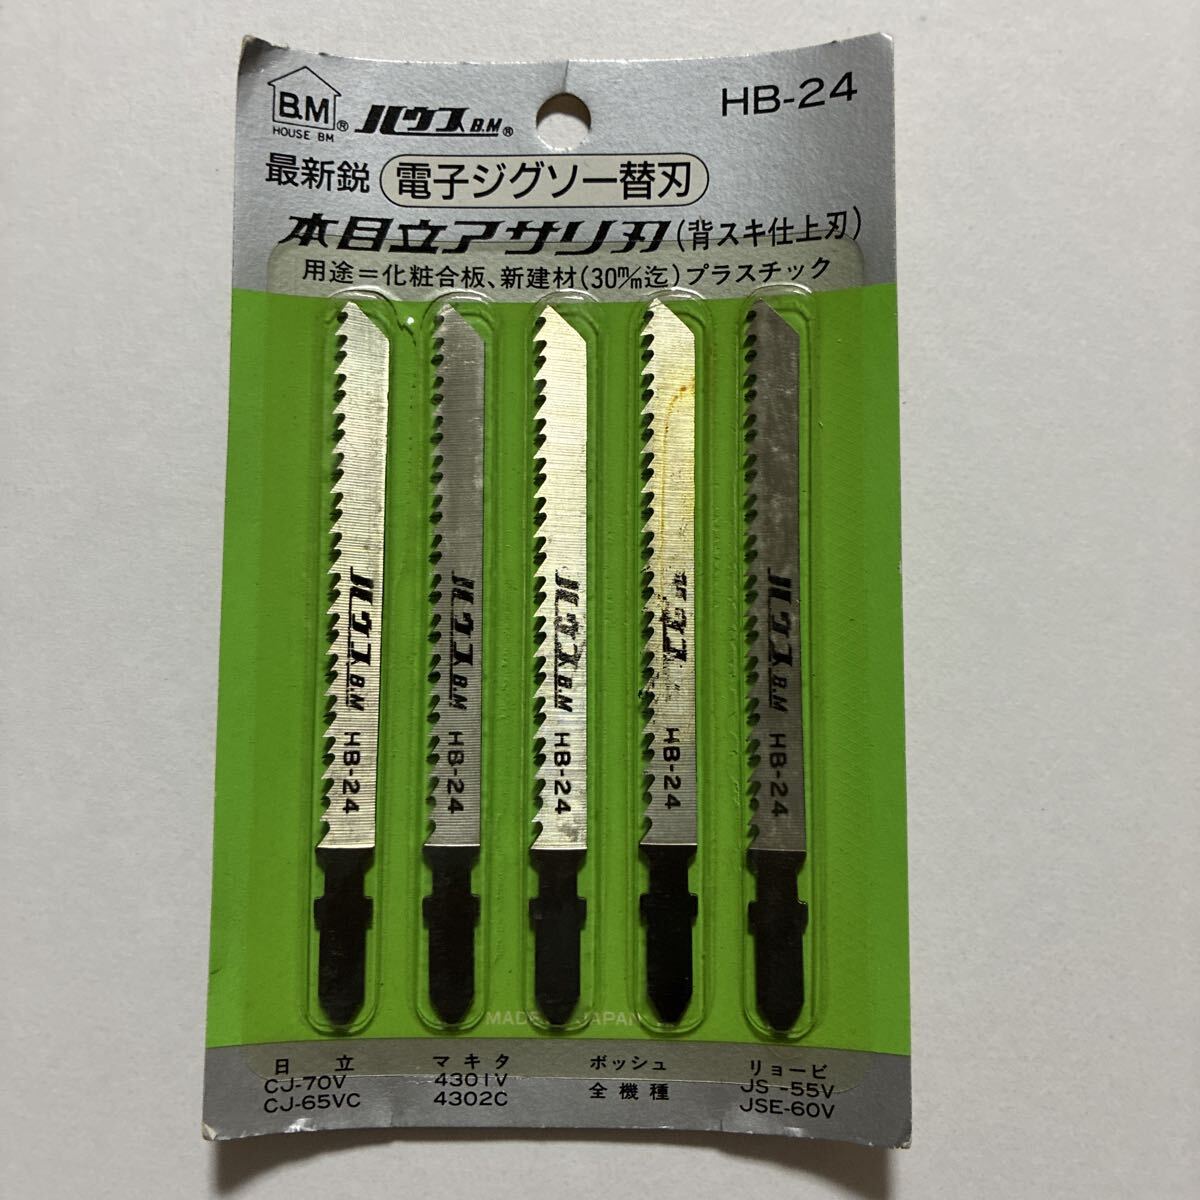 B.M ® ハウス B.M ®
HOUSE BM
HB-24
最新鋭 電子ジグソー替刃
本目立アサリ刃 (背スキ仕上刃)
用途=化粧合板、新建材(30m/m迄)プラスチック
ハウス B.M HB-24
ハウス B.M HB-24
ハウス B.M HB-24
ハウス HB-24
ハウス B.M HB-24
MADE JAPAN
日立
CJ-70V
CJ-65VC
マキタ
4301V
4302C
ボッシュ
全機種
リョービ
JS-55V
JSE-60V